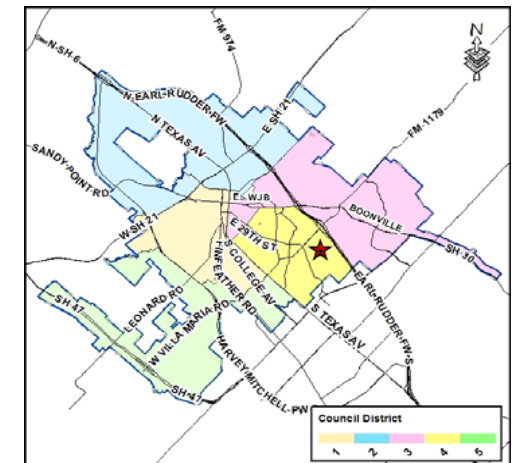 N
FM 974
N-SH-6
N-EARL-RUDDER-FW
E SH 21
N TEXAS AV
FM-1179
SANDY-POINT-RD
E WJB
BOONVILLE
W-SH 21
E 29TH ST
SH-30
S COLLEGE AV
FINFEATHER RD
EARL-RUDDER-FW-S
LEONARD RD
S TEXAS AV
SH-47
W VILLA MARIA RD
HARVEY-MITCHELL-PW
SH-47
Council District
1 2 3 4 5